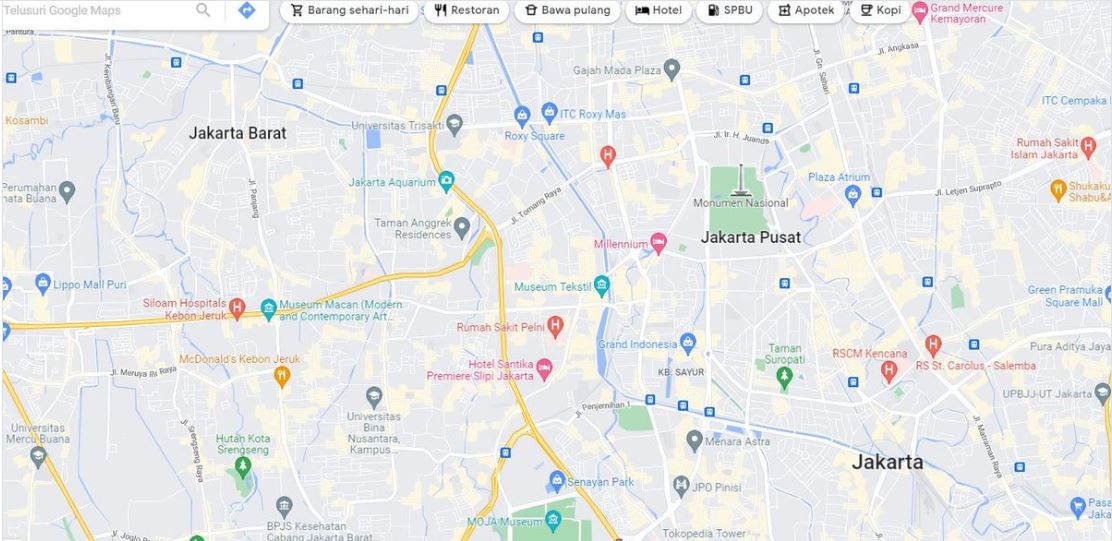 Telusuri Google Maps
Barang sehari-hari
Restoran
Bawa pulang
Hotel
SPBU
Apotek
Kopi
Grand Mercure
Kemayoran
Jl. Angkasa
Jl. Kembangan Baru
Jl. Gn. Sahari
Gajah Mada Plaza
ITC Cempaka
Kosambi
Jakarta Barat
Universitas Trisakti
ITC Roxy Mas
Roxy Square
Jl. Ir. H. Juanda
Rumah Sakit
Islam Jakarta
Jakarta Aquarium
Plaza Atrium
Jl. Letjen Suprapto
Shukaku
Shabu&
Perumahan
Buana
Jl. Panjang
Jl. Tomang Raya
Monumen Nasional
Taman Anggrek
Residences
Jakarta Pusat
Millennium
Lippo Mall Puri
Museum Tekstil
Green Pramuka
Square Mall
Siloam Hospitals
Kebon Jeruk
Museum Macan (Modern
and Contemporary Art...
Rumah Sakit Pelni
Grand Indonesia
Pura Aditya Jaya
McDonald's Kebon Jeruk
Hotel Santika
Premiere Slipi Jakarta
KB. SAYUR
Taman
Suropati
RSCM Kencana
RS St. Carolus - Salemba
Jl. Meruya Ilis Raya
UPBJJ-UT Jakarta
Universitas
Bina
Nusantara,
Kampus...
Jl. Penjernihan 1
Universitas
Mercu Buana
Jl. Srengseng Raya
Hutan Kota
Srengseng
Menara Astra
Jl. Matraman Raya
Jakarta
Senayan Park
JPO Pinisi
BPJS Kesehatan
Cabang Jakarta Barat
MOJA Museum
Tokopedia Tower
Jl. Joglo